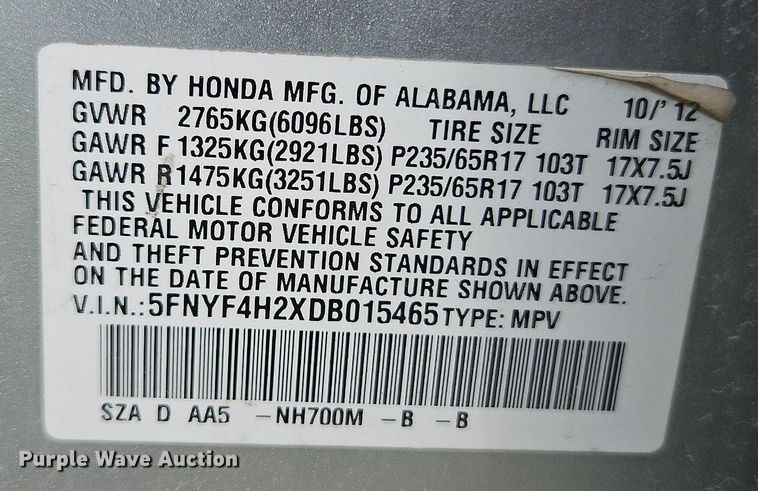 MFD. BY HONDA MFG. OF ALABAMA, LLC 10/' 12
GVWR 2765KG(6096LBS) TIRE SIZE RIM SIZE
GAWR F 1325KG(2921LBS) P235/65R17 103T 17X7.5J
GAWR R 1475KG(3251LBS) P235/65R17 103T 17X7.5J
THIS VEHICLE CONFORMS TO ALL APPLICABLE
FEDERAL MOTOR VEHICLE SAFETY
AND THEFT PREVENTION STANDARDS IN EFFECT
ON THE DATE OF MANUFACTURE SHOWN ABOVE.
V.I.N.:5FNYF4H2XDB015465 TYPE: MPV
SZA D AA5 -NH700M -B -B
Purple Wave Auction